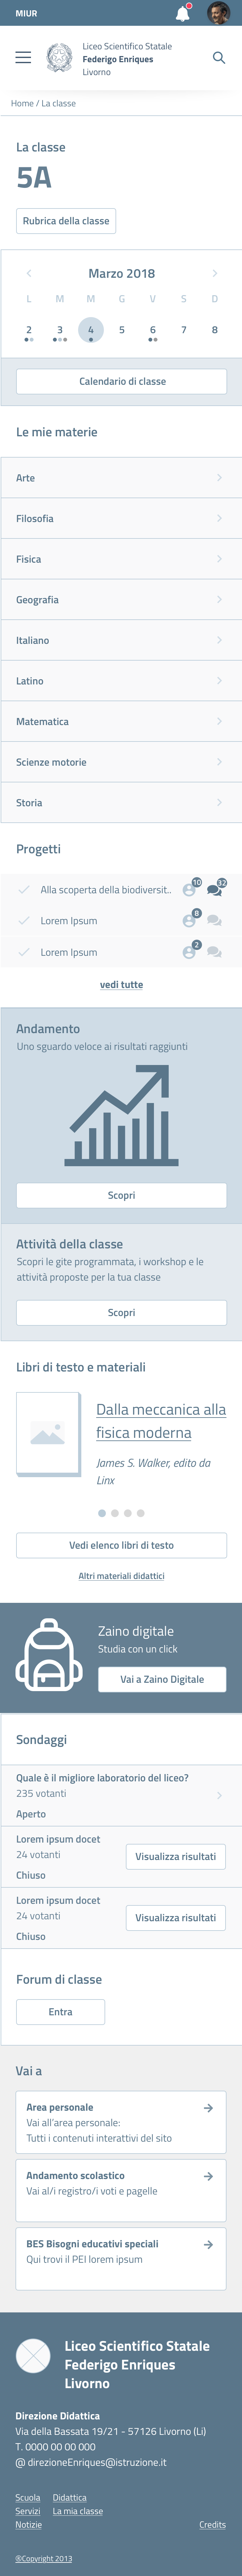 MIUR
Liceo Scientifico Statale
Federigo Enriques
Livorno
Home / La classe
La classe
5A
Rubrica della classe
Marzo 2018
L M M G V S D
2 3 4 5 6 7 8
Calendario di classe
Le mie materie
Arte
Filosofia
Fisica
Geografia
Italiano
Latino
Matematica
Scienze motorie
Storia
Progetti
Alla scoperta della biodiversit.. 10 32
Lorem Ipsum 8
Lorem Ipsum 2
vedi tutte
Andamento
Uno sguardo veloce ai risultati raggiunti
Scopri
Attività della classe
Scopri le gite programmata, i workshop e le
attività proposte per la tua classe
Scopri
Libri di testo e materiali
Dalla meccanica alla
fisica moderna
James S. Walker, edito da
Linx
Vedi elenco libri di testo
Altri materiali didattici
Zaino digitale
Studia con un click
Vai a Zaino Digitale
Sondaggi
Quale è il migliore laboratorio del liceo?
235 votanti
Aperto
Lorem ipsum docet
24 votanti
Visualizza risultati
Chiuso
Lorem ipsum docet
24 votanti
Visualizza risultati
Chiuso
Forum di classe
Entra
Vai a
Area personale
Vai all'area personale:
Tutti i contenuti interattivi del sito
Andamento scolastico
Vai al/i registro/i voti e pagelle
BES Bisogni educativi speciali
Qui trovi il PEI lorem ipsum
Liceo Scientifico Statale
Federigo Enriques
Livorno
Direzione Didattica
Via della Bassata 19/21 - 57126 Livorno (Li)
T. 0000 00 00 000
@ direzioneEnriques@istruzione.it
Scuola Didattica
Servizi La mia classe
Notizie Credits
®Copyright 2013